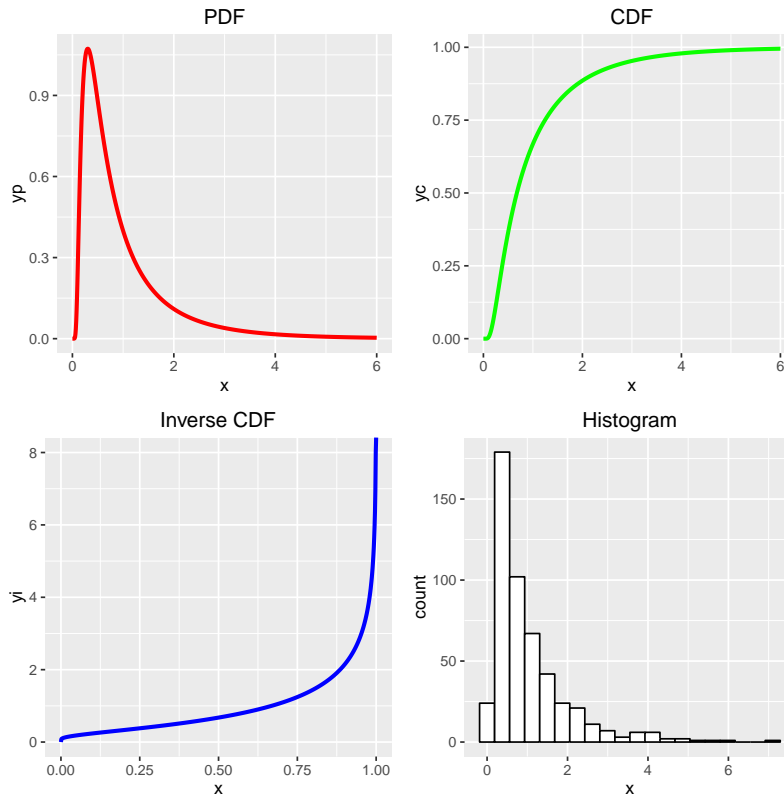 PDF
yp
0.9
0.6
0.3
0.0
0 2 4 6
x
CDF
yc
1.00
0.75
0.50
0.25
0.00
0 2 4 6
x
Inverse CDF
yi
8
6
4
2
0
0.00 0.25 0.50 0.75 1.00
x
Histogram
count
150
100
50
0
0 2 4 6
x